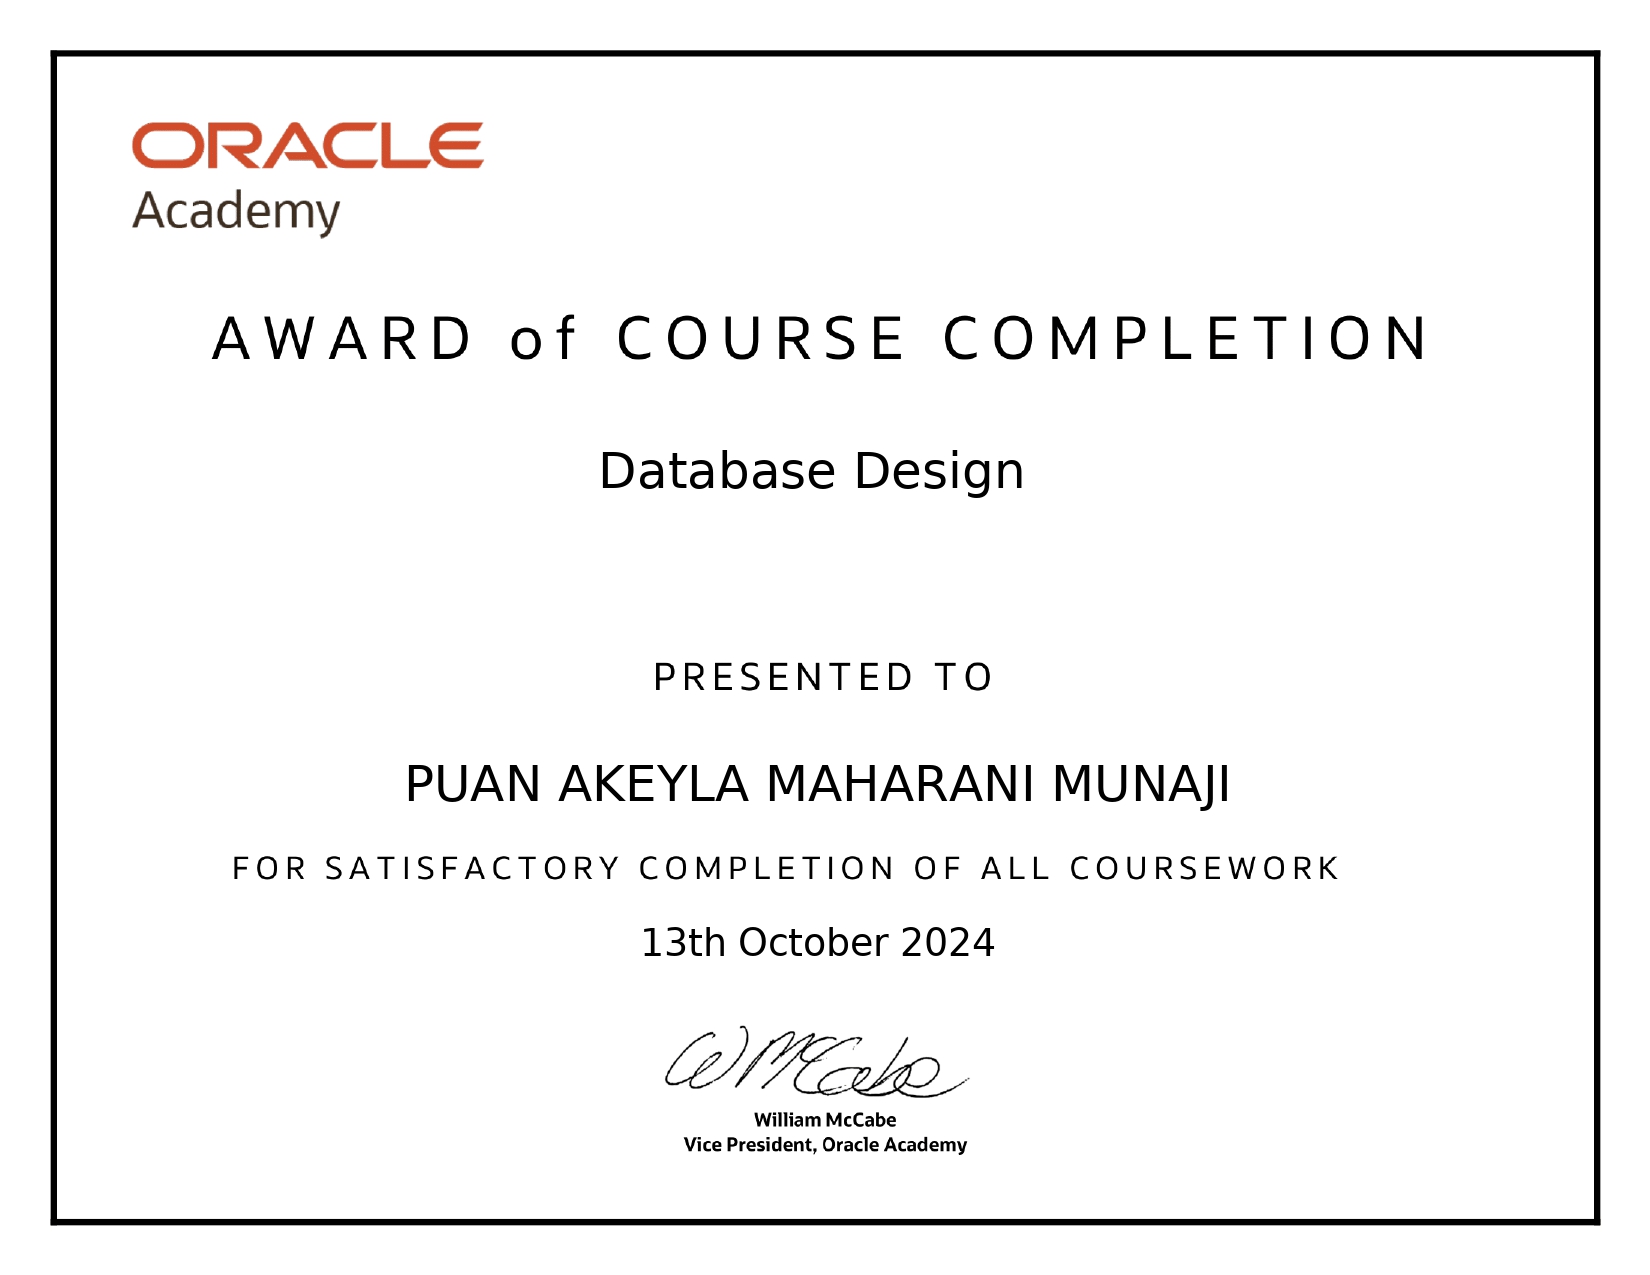 ORACLE
Academy
AWARD of COURSE COMPLETION
Database Design
PRESENTED TO
PUAN AKEYLA MAHARANI MUNAJI
FOR SATISFACTORY COMPLETION OF ALL COURSEWORK
13th October 2024
WMcCabe
William McCabe
Vice President, Oracle Academy